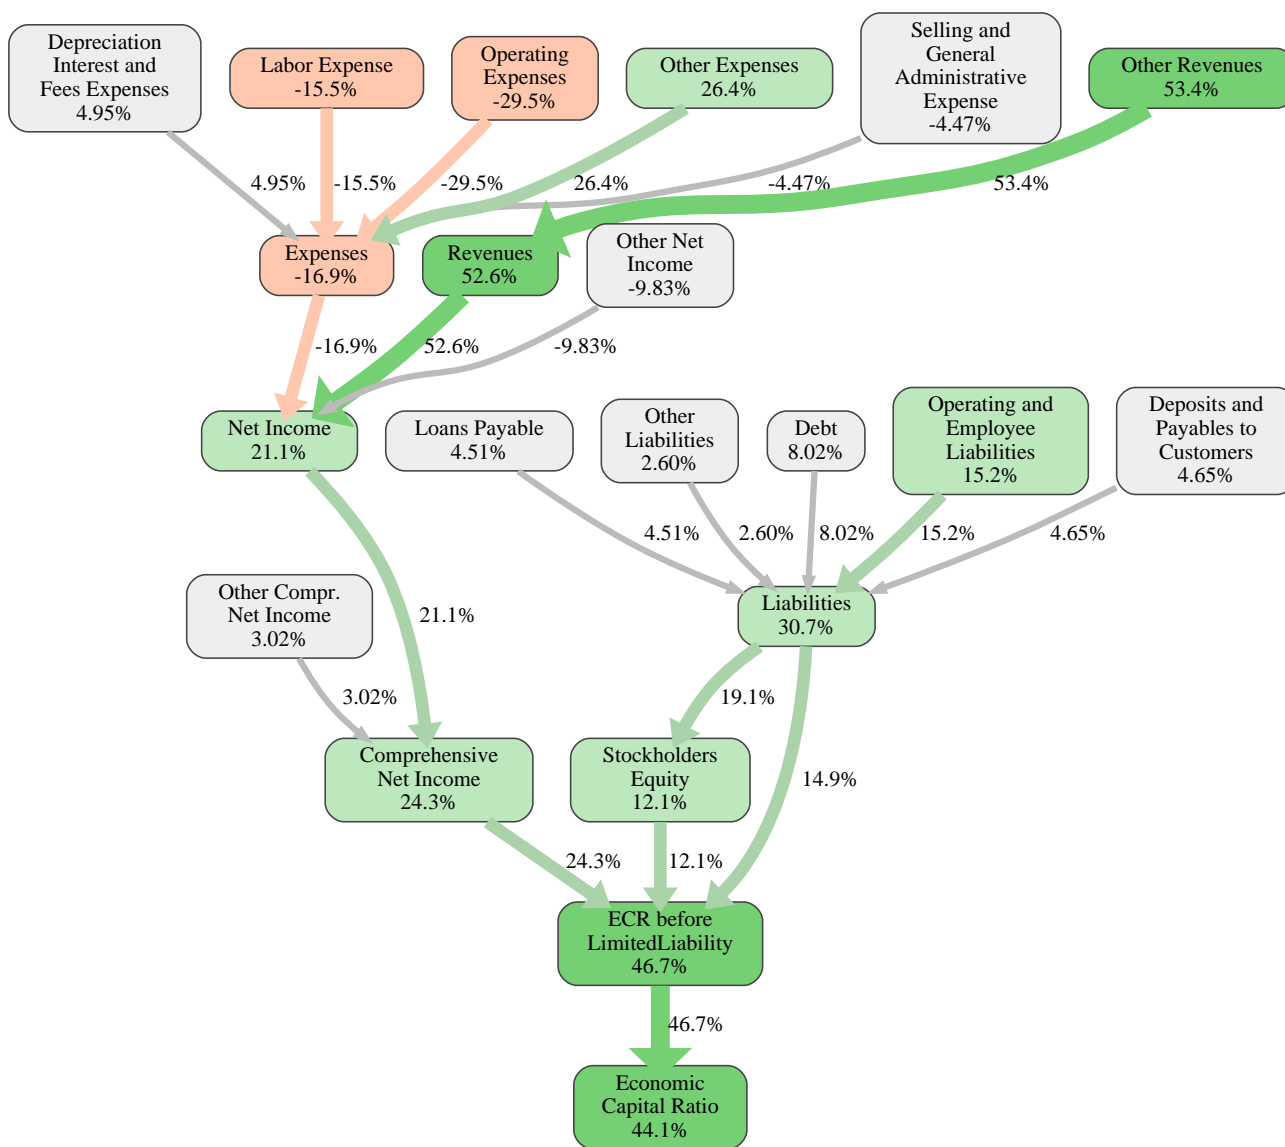 Depreciation
Interest and
Fees Expenses
4.95%
Labor Expense
-15.5%
Operating
Expenses
-29.5%
Other Expenses
26.4%
Selling and
General
Administrative
Expense
-4.47%
Other Revenues
53.4%
4.95%
-15.5%
-29.5%
26.4%
-4.47%
53.4%
Expenses
-16.9%
Revenues
52.6%
Other Net
Income
-9.83%
-16.9%
52.6%
-9.83%
Net Income
21.1%
Loans Payable
4.51%
Other
Liabilities
2.60%
Debt
8.02%
Operating and
Employee
Liabilities
15.2%
Deposits and
Payables to
Customers
4.65%
4.51%
2.60%
8.02%
15.2%
4.65%
Other Compr.
Net Income
3.02%
21.1%
Liabilities
30.7%
3.02%
19.1%
Comprehensive
Net Income
24.3%
Stockholders
Equity
12.1%
14.9%
24.3%
12.1%
ECR before
LimitedLiability
46.7%
46.7%
Economic
Capital Ratio
44.1%